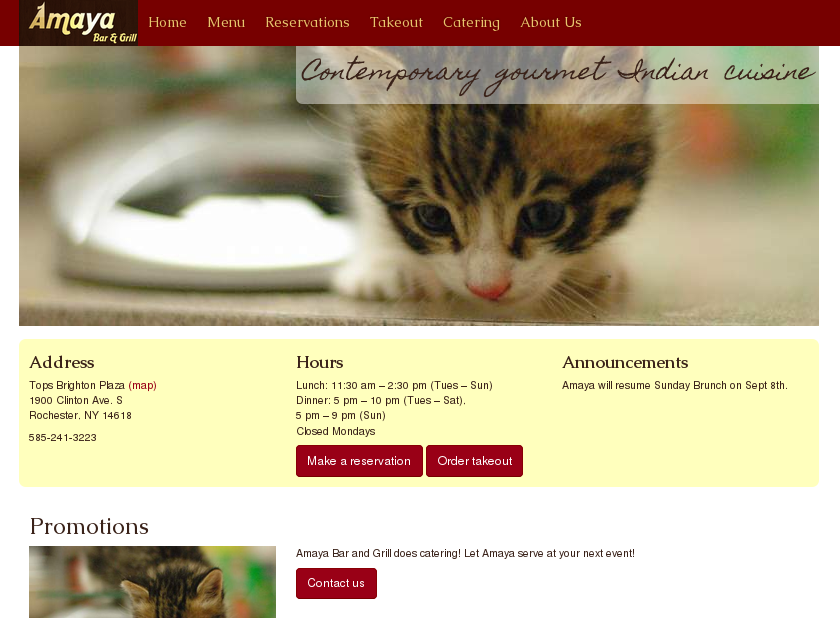 Amaya
Bar & Grill
Home Menu Reservations Takeout Catering About Us
Contemporary gourmet Indian cuisine
Address
Tops Brighton Plaza (map)
1900 Clinton Ave. S
Rochester, NY 14618
585-241-3223
Hours
Lunch: 11:30 am – 2:30 pm (Tues – Sun)
Dinner: 5 pm – 10 pm (Tues – Sat).
5 pm – 9 pm (Sun)
Closed Mondays
Make a reservation Order takeout
Announcements
Amaya will resume Sunday Brunch on Sept 8th.
Promotions
Amaya Bar and Grill does catering! Let Amaya serve at your next event!
Contact us